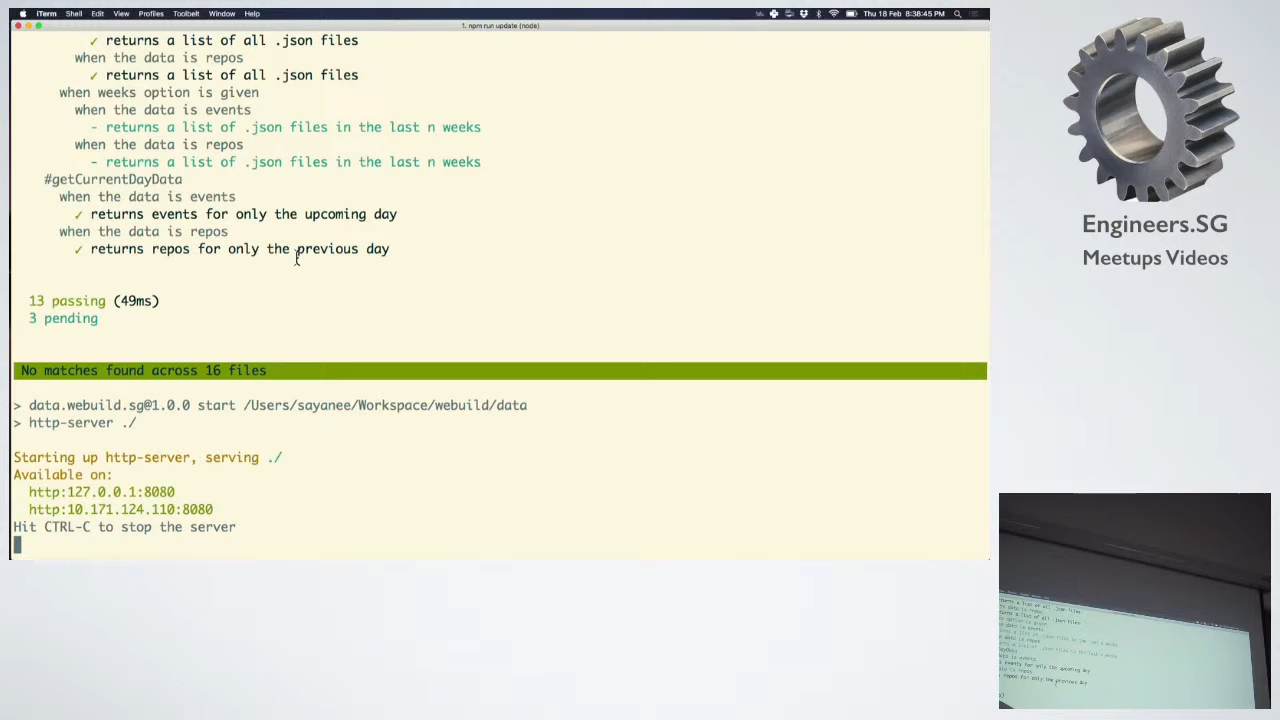 iTerm Shell Edit View Profiles Toolbelt Window Help Thu 18 Feb 8:38:45 PM
1. npm run update (node)
✓ returns a list of all .json files
when the data is repos
✓ returns a list of all .json files
when weeks option is given
when the data is events
- returns a list of .json files in the last n weeks
when the data is repos
- returns a list of .json files in the last n weeks
#getCurrentDayData
when the data is events
✓ returns events for only the upcoming day
when the data is repos
✓ returns repos for only the previous day
13 passing (49ms)
3 pending
No matches found across 16 files
> data.webuild.sg@1.0.0 start /Users/sayanee/Workspace/webuild/data
> http-server ./
Starting up http-server, serving ./
Available on:
http:127.0.0.1:8080
http:10.171.124.110:8080
Hit CTRL-C to stop the server
Engineers.SG
Meetups Videos